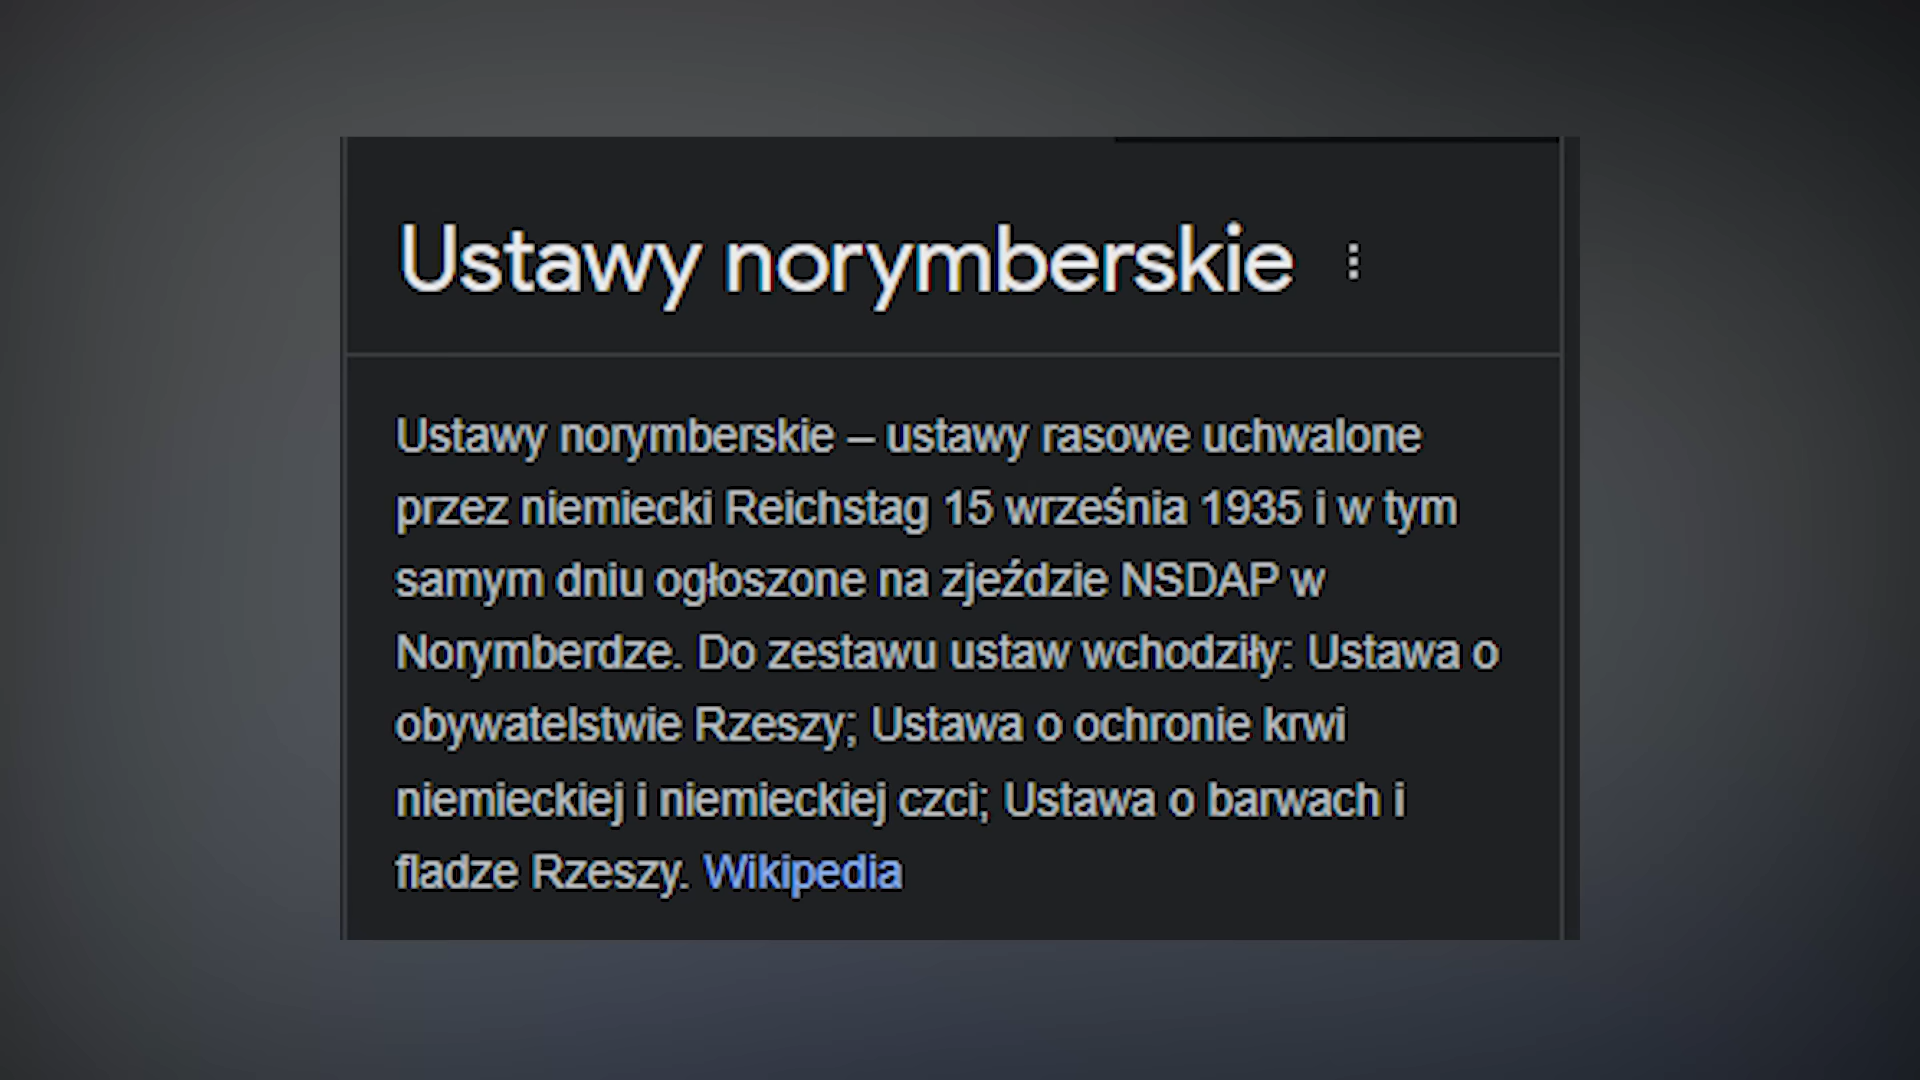 Ustawy norymberskie
Ustawy norymberskie – ustawy rasowe uchwalone
przez niemiecki Reichstag 15 września 1935 i w tym
samym dniu ogłoszone na zjeździe NSDAP w
Norymberdze. Do zestawu ustaw wchodziły: Ustawa o
obywatelstwie Rzeszy; Ustawa o ochronie krwi
niemieckiej i niemieckiej czci; Ustawa o barwach i
fladze Rzeszy. Wikipedia